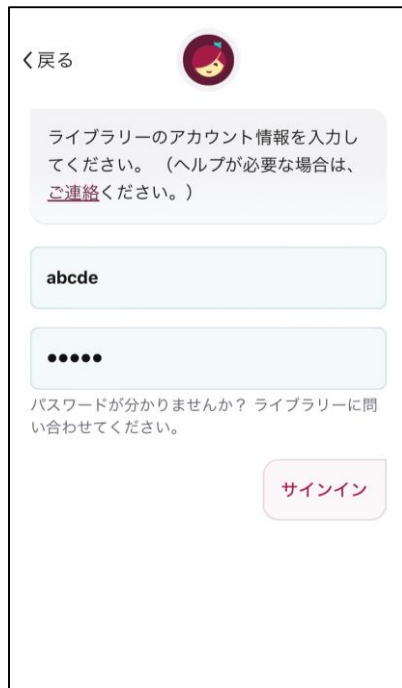 戻る
ライブラリーのアカウント情報を入力し
てください。（ヘルプが必要な場合は、
ご連絡ください。）
abcde
●●●●●
パスワードが分かりませんか？ ライブラリーに問
い合わせてください。
サインイン